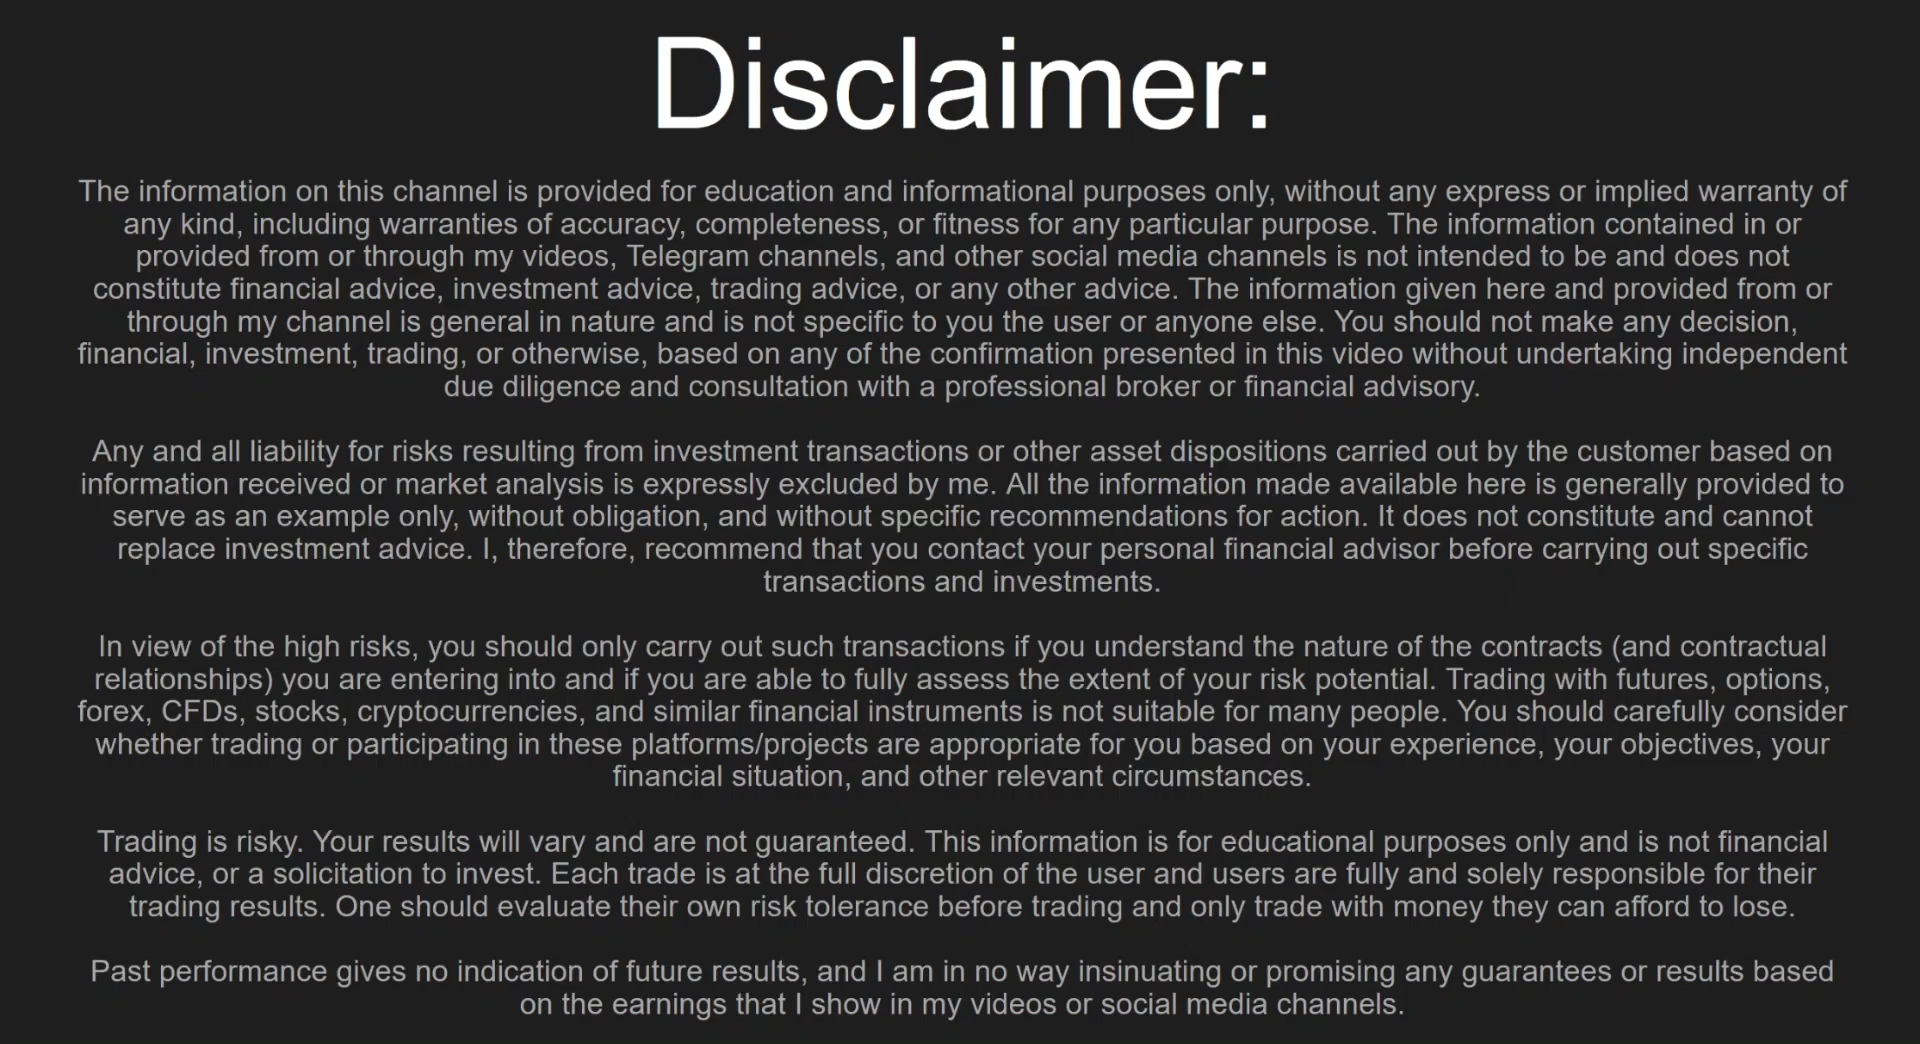 Disclaimer:
The information on this channel is provided for education and informational purposes only, without any express or implied warranty of
any kind, including warranties of accuracy, completeness, or fitness for any particular purpose. The information contained in or
provided from or through my videos, Telegram channels, and other social media channels is not intended to be and does not
constitute financial advice, investment advice, trading advice, or any other advice. The information given here and provided from or
through my channel is general in nature and is not specific to you the user or anyone else. You should not make any decision,
financial, investment, trading, or otherwise, based on any of the confirmation presented in this video without undertaking independent
due diligence and consultation with a professional broker or financial advisory.
Any and all liability for risks resulting from investment transactions or other asset dispositions carried out by the customer based on
information received or market analysis is expressly excluded by me. All the information made available here is generally provided to
serve as an example only, without obligation, and without specific recommendations for action. It does not constitute and cannot
replace investment advice. I, therefore, recommend that you contact your personal financial advisor before carrying out specific
transactions and investments.
In view of the high risks, you should only carry out such transactions if you understand the nature of the contracts (and contractual
relationships) you are entering into and if you are able to fully assess the extent of your risk potential. Trading with futures, options,
forex, CFDs, stocks, cryptocurrencies, and similar financial instruments is not suitable for many people. You should carefully consider
whether trading or participating in these platforms/projects are appropriate for you based on your experience, your objectives, your
financial situation, and other relevant circumstances.
Trading is risky. Your results will vary and are not guaranteed. This information is for educational purposes only and is not financial
advice, or a solicitation to invest. Each trade is at the full discretion of the user and users are fully and solely responsible for their
trading results. One should evaluate their own risk tolerance before trading and only trade with money they can afford to lose.
Past performance gives no indication of future results, and I am in no way insinuating or promising any guarantees or results based
on the earnings that I show in my videos or social media channels.